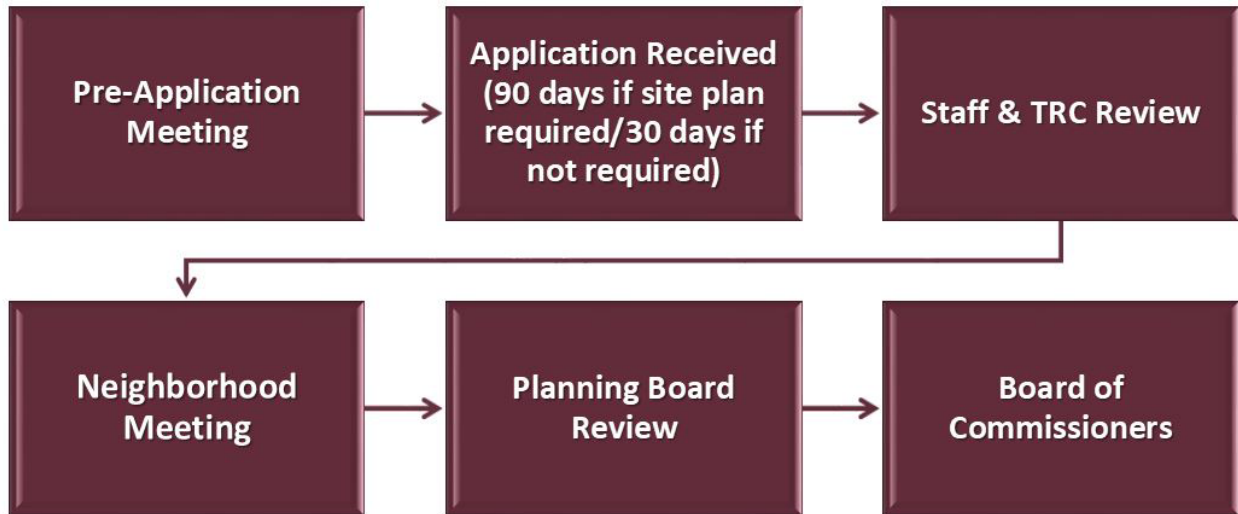 Pre-Application
Meeting
Application Received
(90 days if site plan
required/30 days if
not required)
Staff & TRC Review
Neighborhood
Meeting
Planning Board
Review
Board of
Commissioners